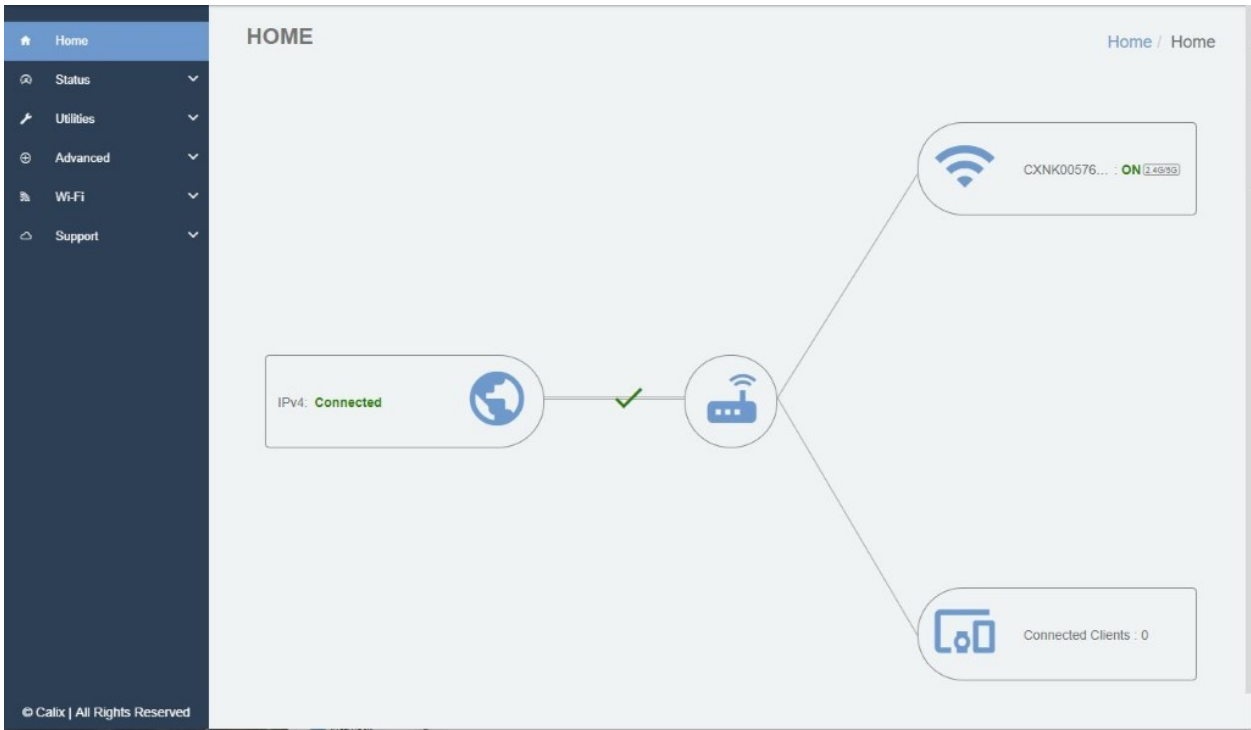 Home
Status
Utilities
Advanced
Wi-Fi
Support
© Calix | All Rights Reserved
HOME
Home / Home
CXNK00576... : ON 2.4G/5G
IPv4: Connected
Connected Clients : 0